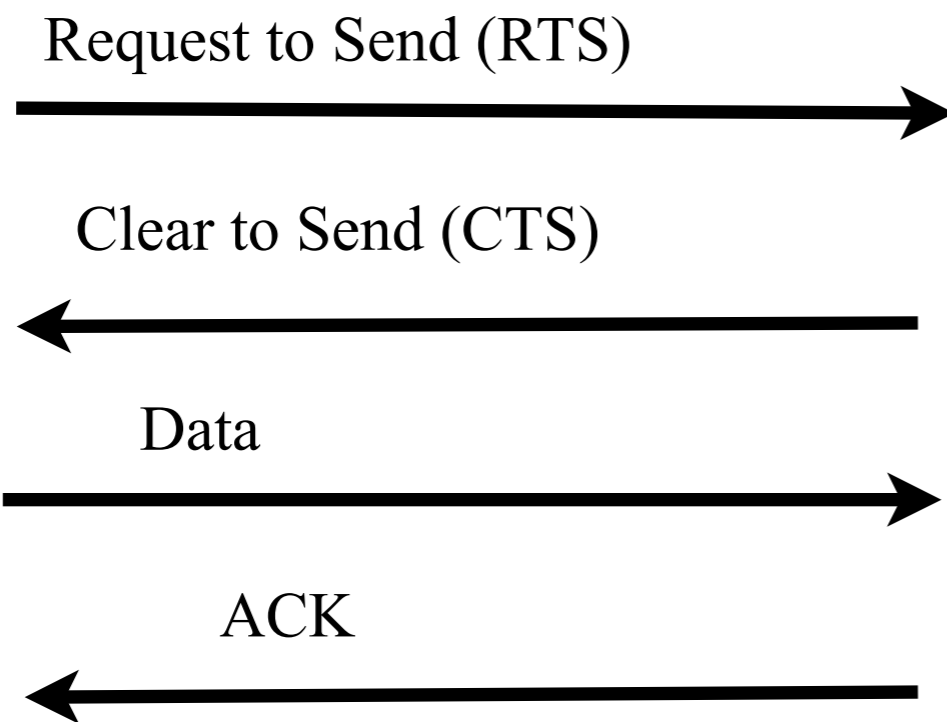 Request to Send (RTS)
Clear to Send (CTS)
Data
ACK